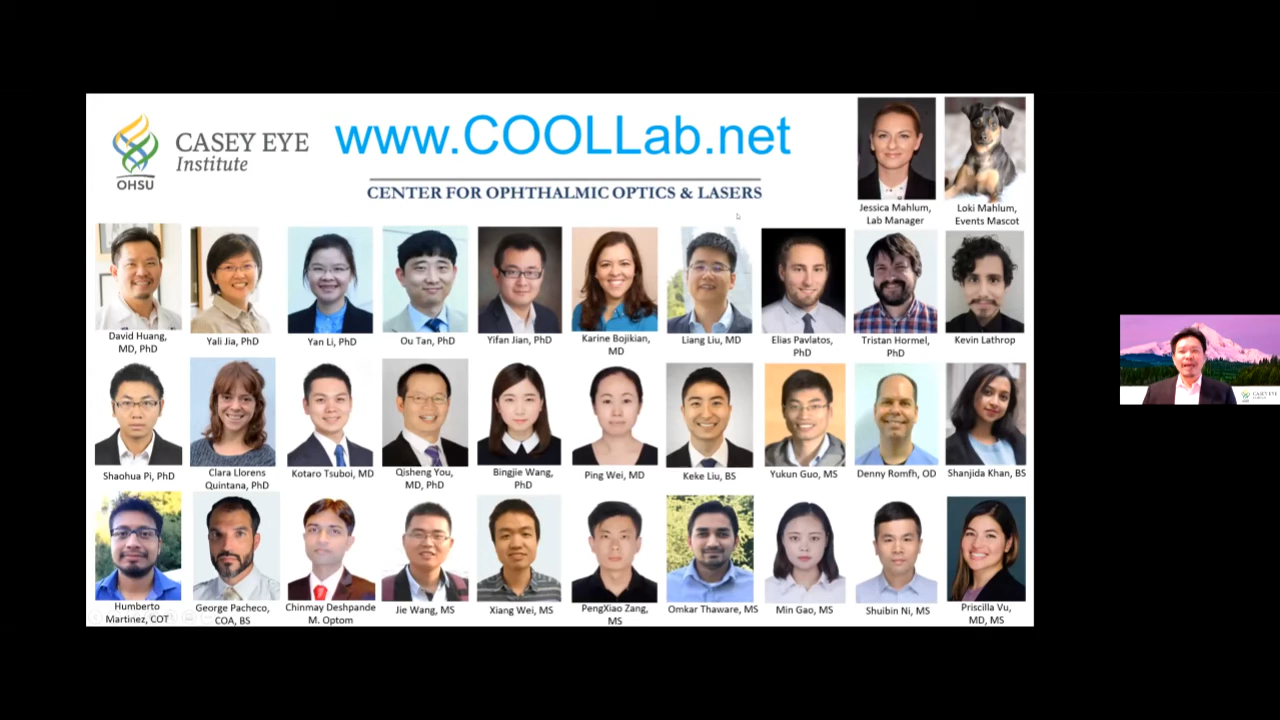 CASEY EYE
Institute
OHSU
www.COOLLab.net
CENTER FOR OPHTHALMIC OPTICS & LASERS
Jessica Mahlum,
Lab Manager
Loki Mahlum,
Events Mascot
David Huang,
MD, PhD
Yali Jia, PhD
Yan Li, PhD
Ou Tan, PhD
Yifan Jian, PhD
Karine Bojikian,
MD
Liang Liu, MD
Elias Pavlatos,
PhD
Tristan Hormel,
PhD
Kevin Lathrop
Shaohua Pi, PhD
Clara Llorens
Quintana, PhD
Kotaro Tsuboi, MD
Qisheng You,
MD, PhD
Bingjie Wang,
PhD
Ping Wei, MD
Keke Liu, BS
Yukun Guo, MS
Denny Romfh, OD
Shanjida Khan, BS
Humberto
Martinez, COT
George Pacheco,
COA, BS
Chinmay Deshpande
M. Optom
Jie Wang, MS
Xiang Wei, MS
PengXiao Zang,
MS
Omkar Thaware, MS
Min Gao, MS
Shuibin Ni, MS
Priscilla Vu,
MD, MS
CASEY EYE